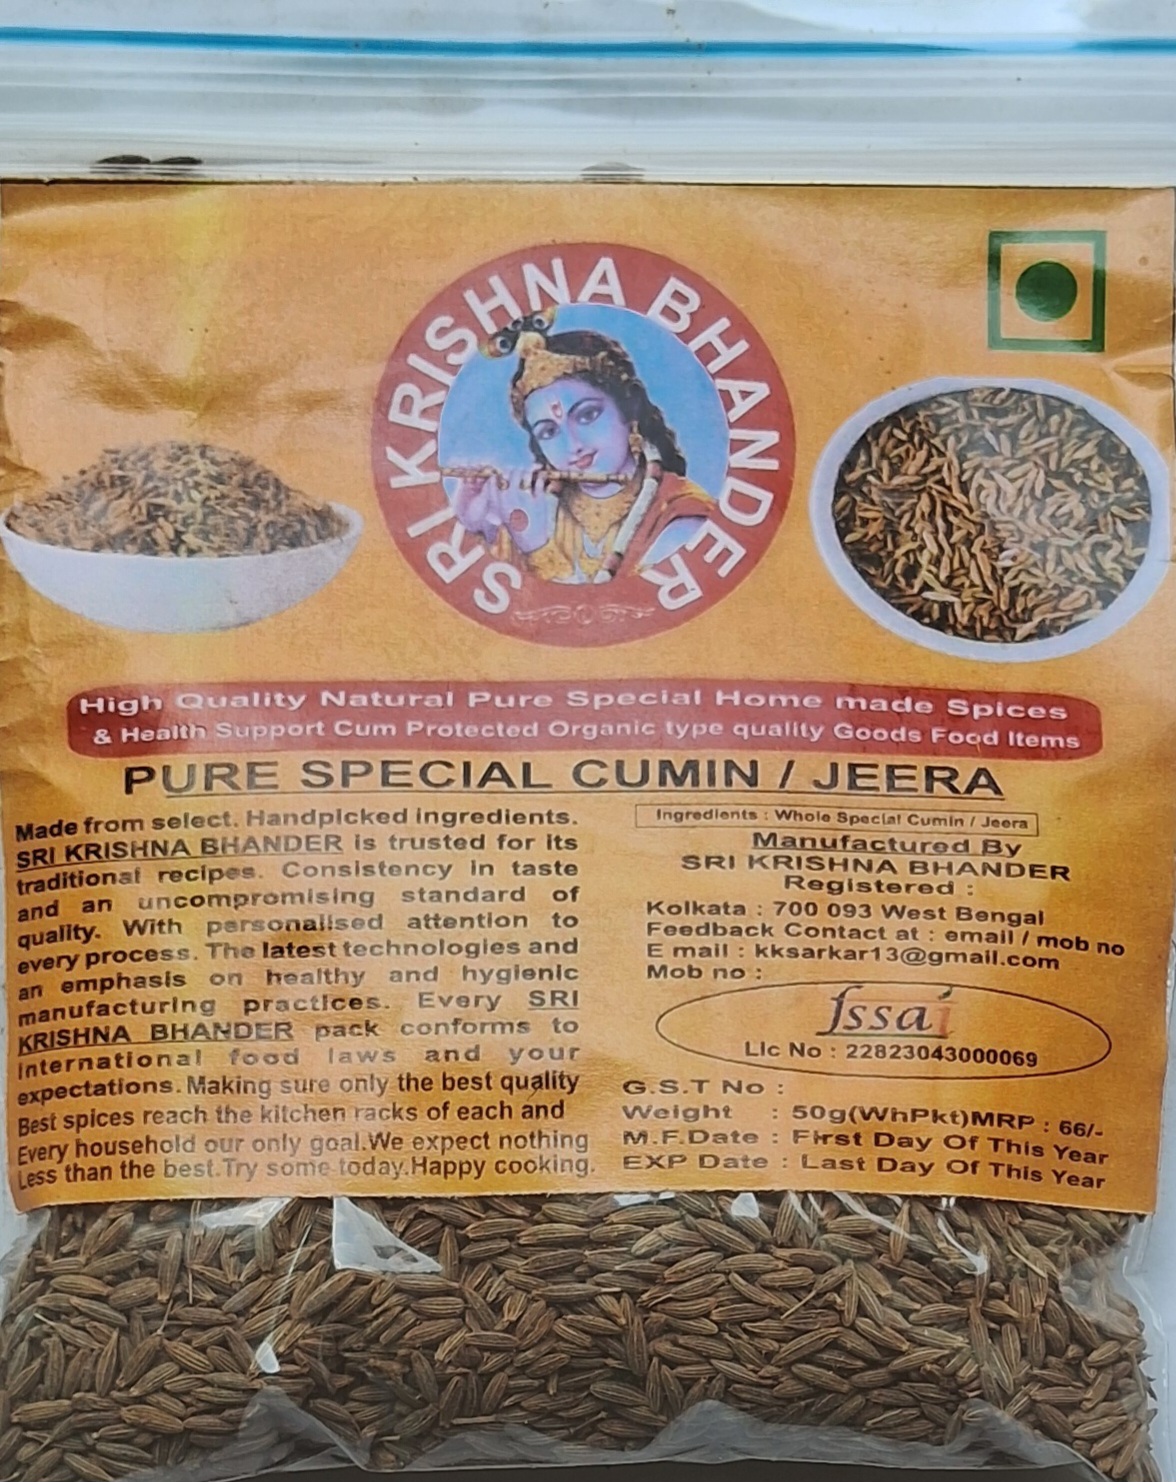 SRI KRISHNA BHANDER
High Quality Natural Pure Special Home made Spices
& Health Support Cum Protected Organic type quality Goods Food Items
PURE SPECIAL CUMIN / JEERA
Made from select. Handpicked ingredients.
SRI KRISHNA BHANDER is trusted for its
traditional recipes. Consistency in taste
and an uncompromising standard of
quality. With personalised attention to
every process. The latest technologies and
an emphasis on healthy and hygienic
manufacturing practices. Every SRI
KRISHNA BHANDER pack conforms to
international food laws and your
expectations. Making sure only the best quality
Best spices reach the kitchen racks of each and
Every household our only goal.We expect nothing
Less than the best.Try some today.Happy cooking.
Ingredients : Whole Special Cumin / Jeera
Manufactured By
SRI KRISHNA BHANDER
Registered :
Kolkata : 700 093 West Bengal
Feedback Contact at : email / mob no
E mail : kksarkar13@gmail.com
Mob no :
fssai
Lic No : 22823043000069
G.S.T No :
Weight : 50g(WhPkt)MRP : 66/-
M.F.Date : First Day Of This Year
EXP Date : Last Day Of This Year